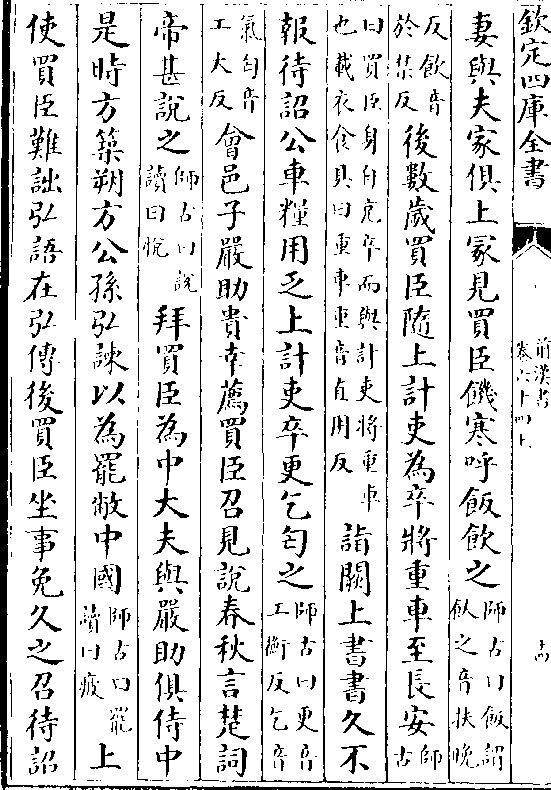 欽定四庫全書
前漢書
卷六十四上
十四
妻與夫家俱上冢見買臣饑寒呼飯飲之師古曰飯謂飤之音扶晚
反飲音於禁反後數歲買臣隨上計吏為卒將重車至長安師古
曰買臣身自充卒而與計吏將重車也載衣食具曰重車重音直用反詣闕上書書久不
報待詔公車糧用乏上計吏卒更乞匄之師古曰更音工衡反乞音
氣匄音工大反會邑子嚴助貴幸薦買臣召見說春秋言楚詞
帝甚說之師古曰說讀曰悅拜買臣為中大夫與嚴助俱侍中
是時方築朔方公孫弘諫以為罷敝中國師古曰罷讀曰疲上
使買臣難詘弘語在弘傳後買臣坐事免久之召待詔